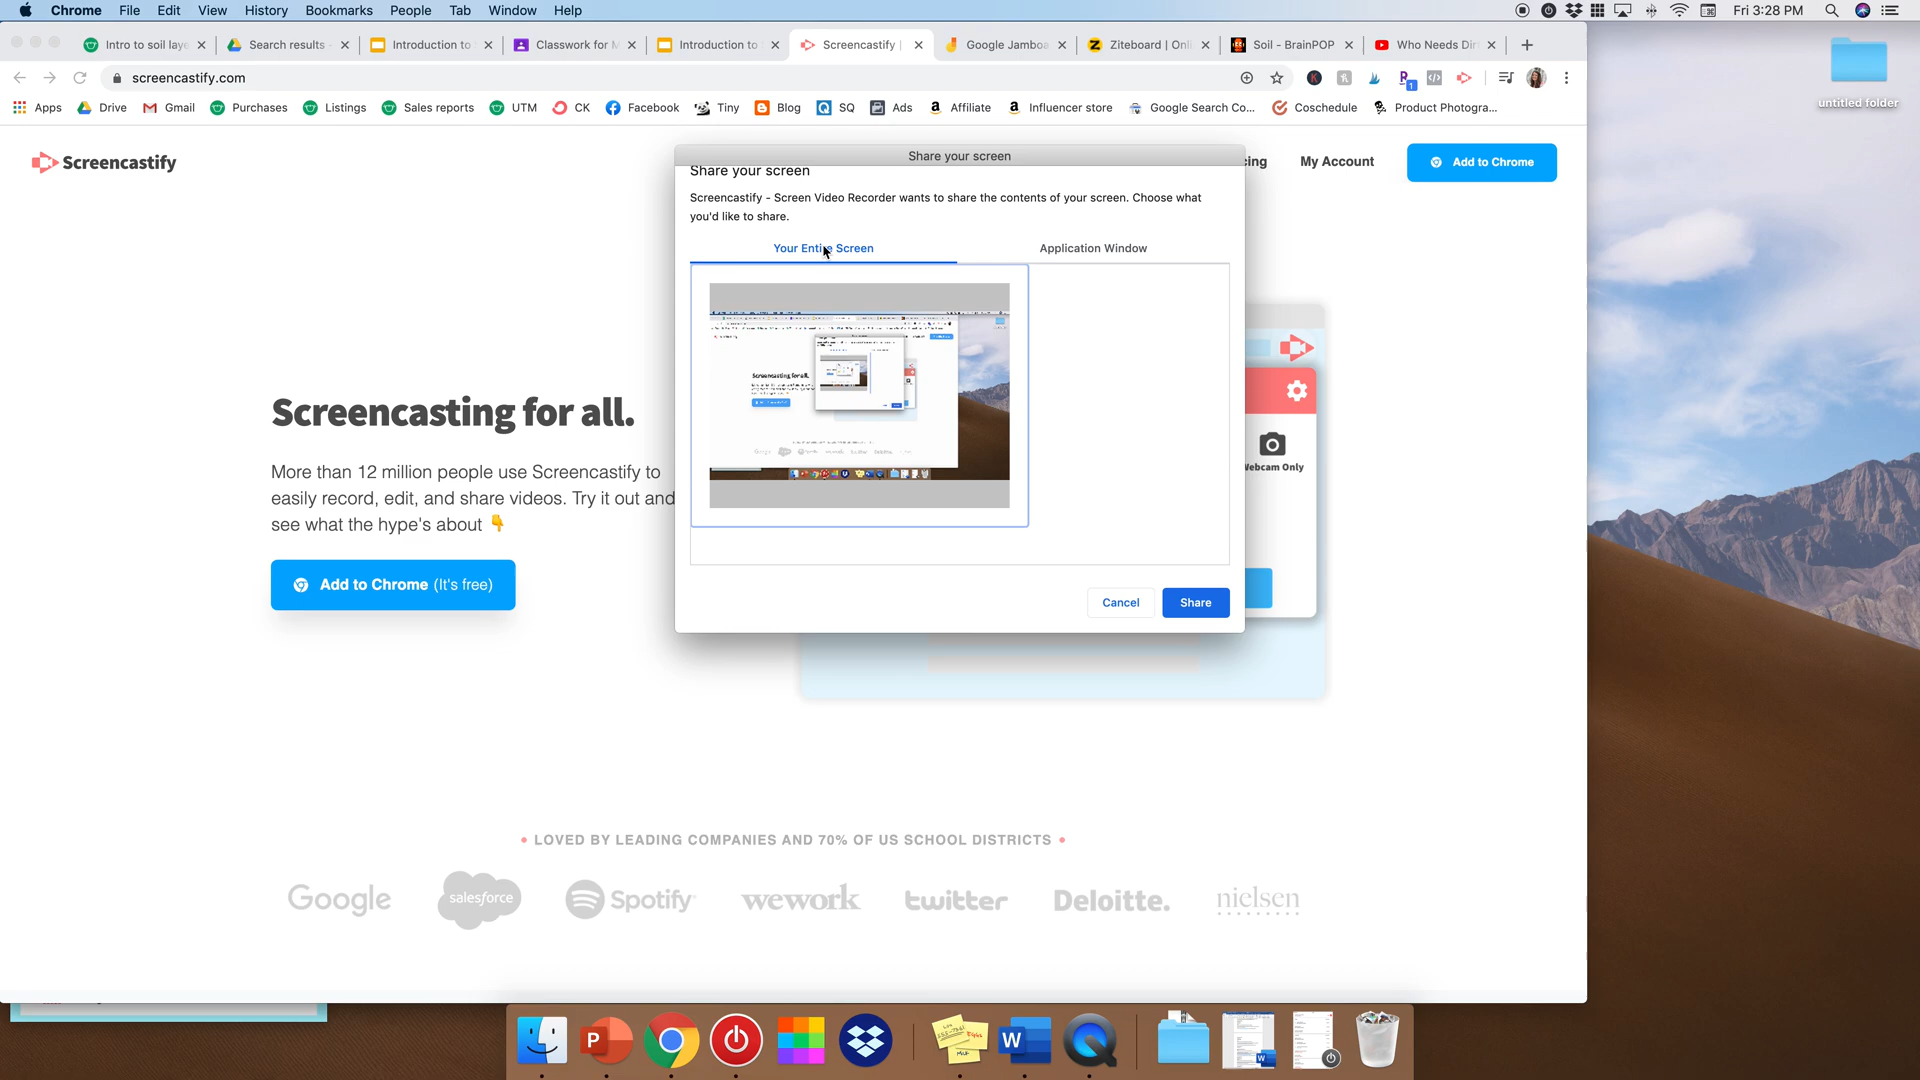 Chrome File Edit View History Bookmarks People Tab Window Help Fri 3:28 PM
Intro to soil laye Search results - Introduction to Classwork for M Introduction to Screencastify | Google Jamboa Ziteboard | Onli Soil - BrainPOP Who Needs Dir
screencastify.com
Apps Drive Gmail Purchases Listings Sales reports UTM CK Facebook Tiny Blog SQ Ads Affiliate Influencer store Google Search Co... Coschedule Product Photogra...
untitled folder
Screencastify
cing My Account Add to Chrome
Share your screen
Share your screen
Screencastify - Screen Video Recorder wants to share the contents of your screen. Choose what
you'd like to share.
Your Entire Screen Application Window
Screencasting for all.
Webcam Only
More than 12 million people use Screencastify to
easily record, edit, and share videos. Try it out and
see what the hype's about 👇
Add to Chrome (It's free)
Cancel Share
• LOVED BY LEADING COMPANIES AND 70% OF US SCHOOL DISTRICTS •
Google salesforce Spotify wework twitter Deloitte. nielsen